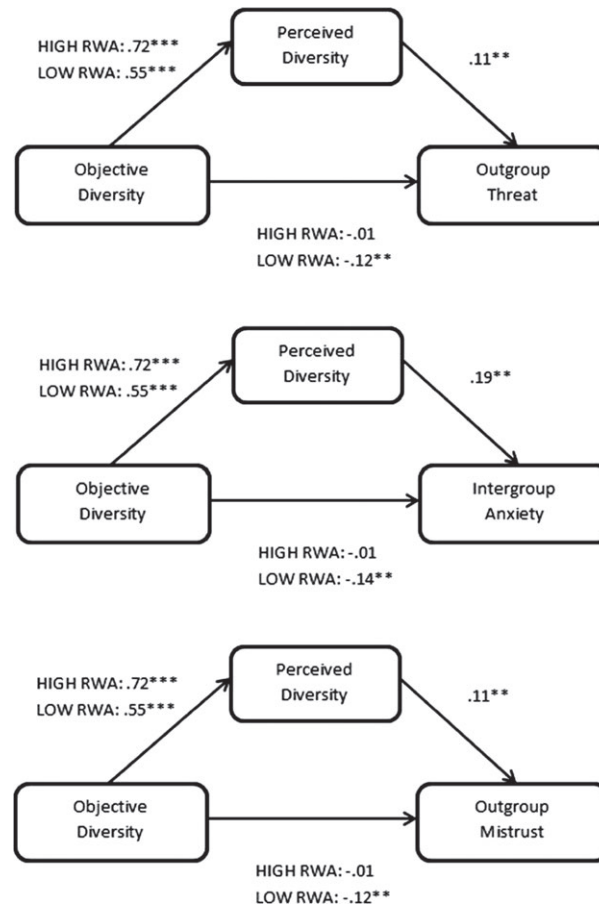 HIGH RWA: .72***
LOW RWA: .55***
Perceived
Diversity
.11**
Objective
Diversity
Outgroup
Threat
HIGH RWA: -.01
LOW RWA: -.12**
HIGH RWA: .72***
LOW RWA: .55***
Perceived
Diversity
.19**
Objective
Diversity
Intergroup
Anxiety
HIGH RWA: -.01
LOW RWA: -.14**
HIGH RWA: .72***
LOW RWA: .55***
Perceived
Diversity
.11**
Objective
Diversity
Outgroup
Mistrust
HIGH RWA: -.01
LOW RWA: -.12**